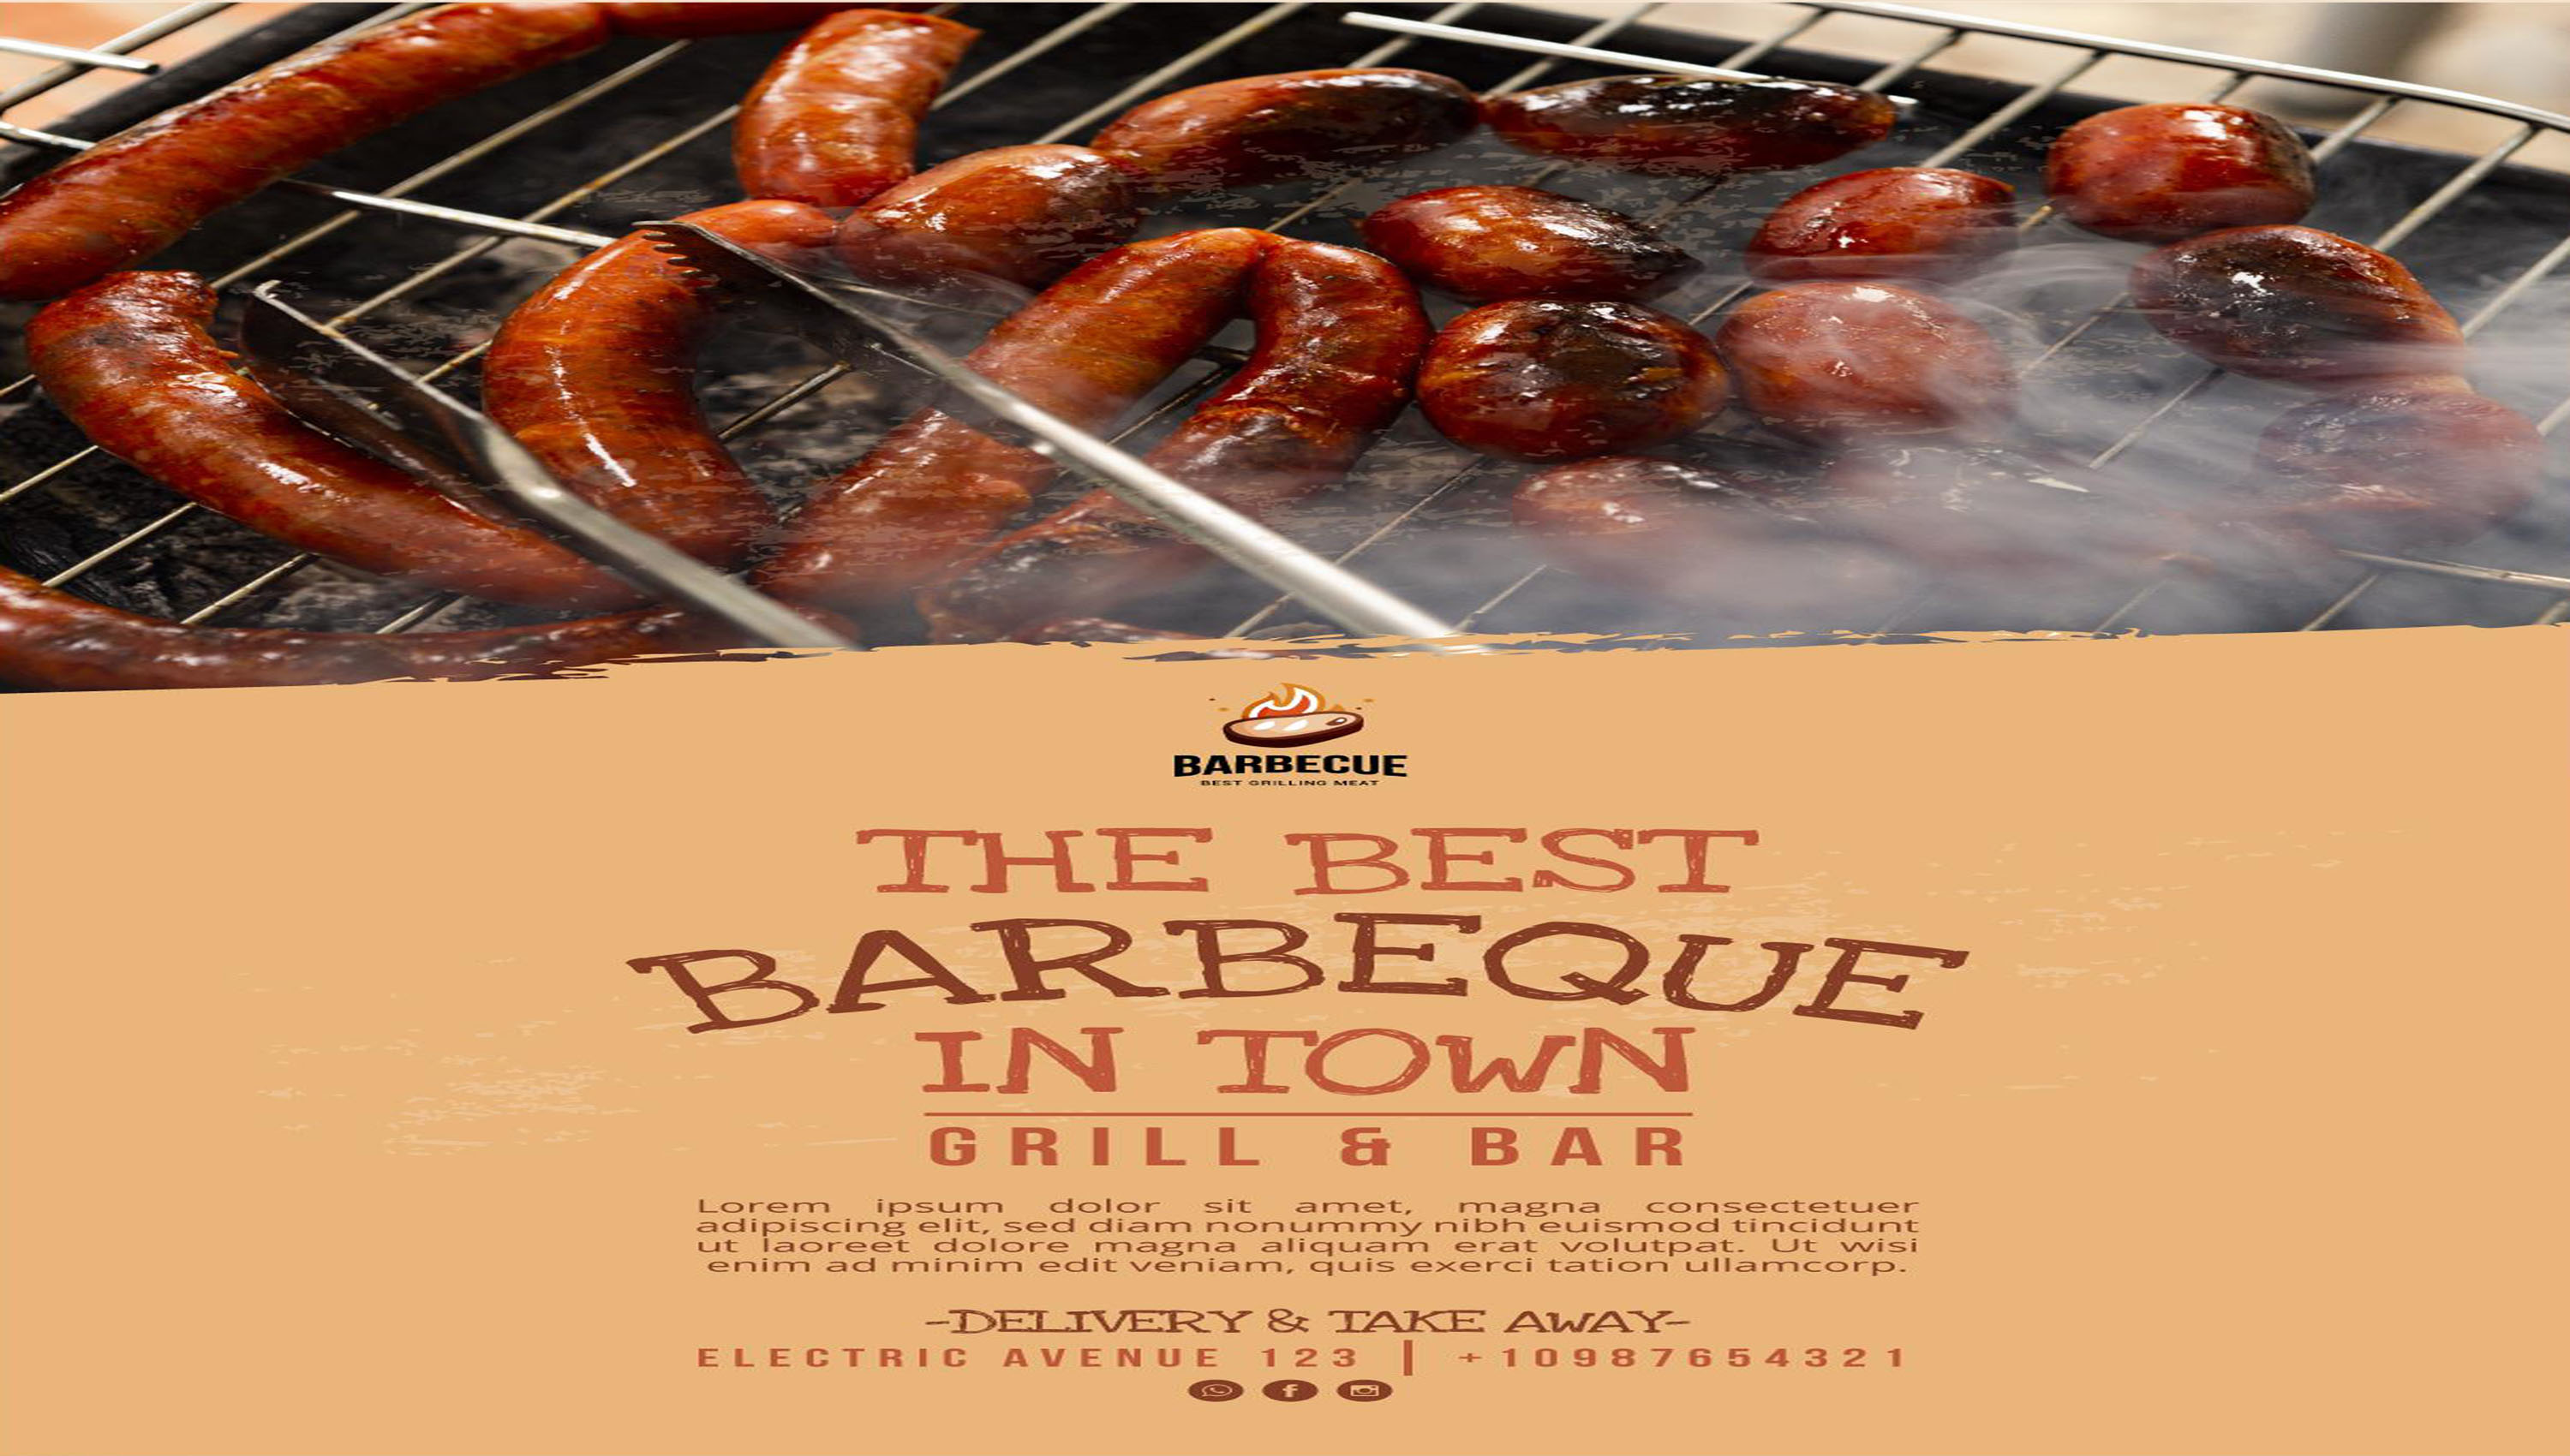 BARBECUE
BEST GRILLING MEAT
THE BEST
BARBEQUE
IN TOWN
GRILL & BAR
Lorem ipsum dolor sit amet, magna consectetuer
adipiscing elit, sed diam nonummy nibh euismod tincidunt
ut laoreet dolore magna aliquam erat volutpat. Ut wisi
enim ad minim edit veniam, quis exerci tation ullamcorp.
-DELIVERY & TAKE AWAY-
ELECTRIC AVENUE 123 | +10987654321